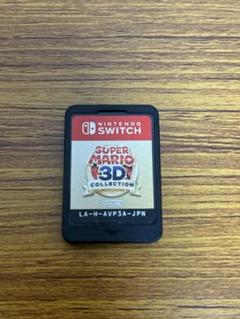 NINTENDO
SWITCH
SUPER
MARIO
3D
COLLECTION
LA-H-AVP3A-JPN